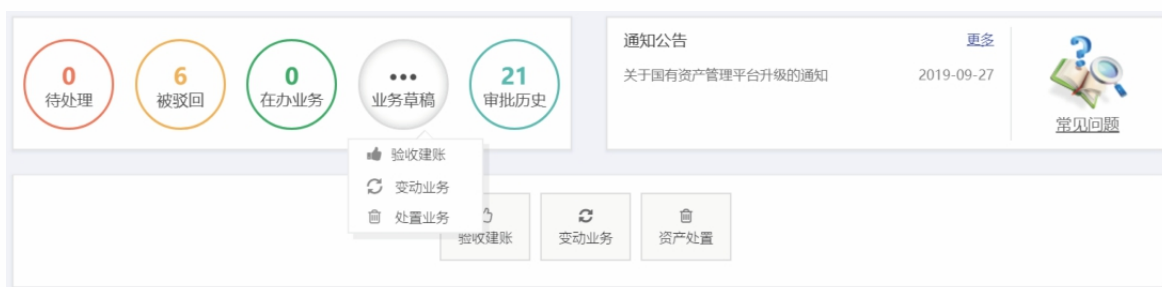 0
待处理
6
被驳回
0
在办业务
业务草稿
21
审批历史
验收建账
变动业务
处置业务
通知公告
更多
关于国有资产管理平台升级的通知
2019-09-27
常见问题
验收建账
变动业务
资产处置